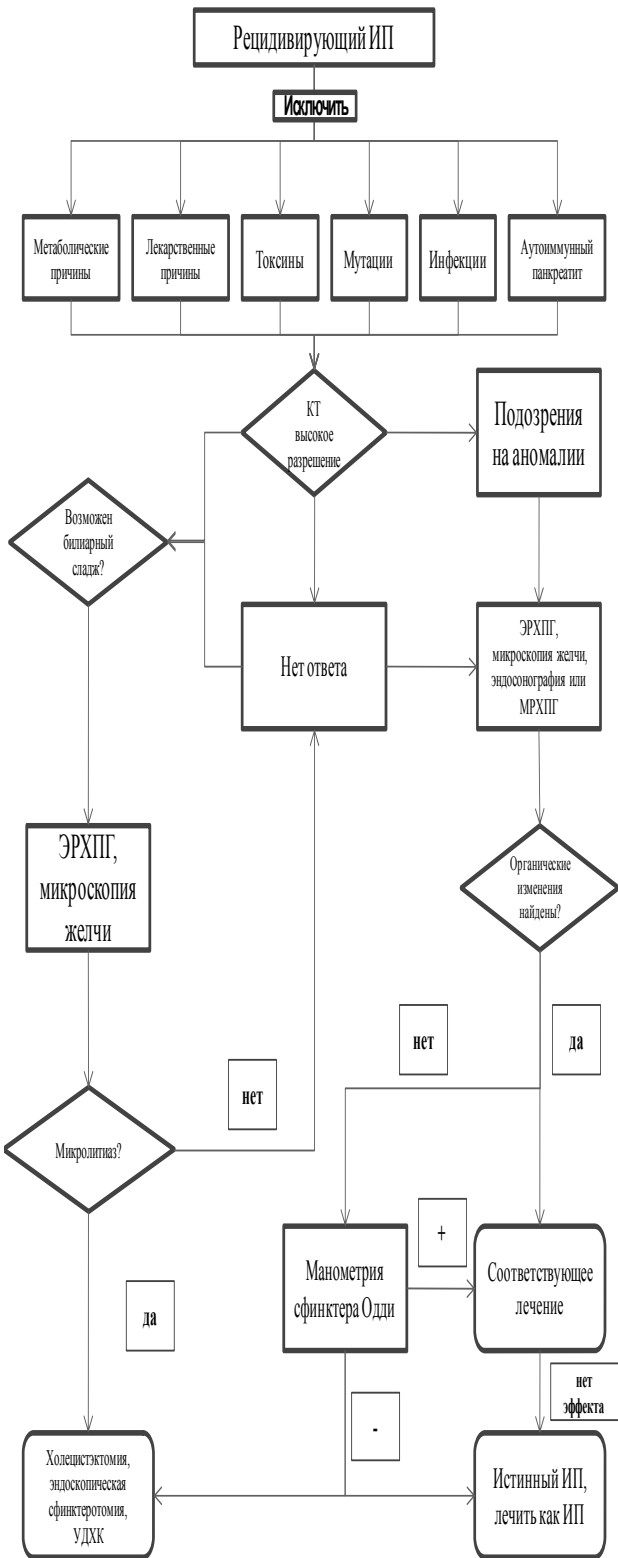 Рецидивирующий ИП
Исключить
Метаболические
причины
Лекарственные
причины
Токсины
Мутации
Инфекции
Аутоиммунный
панкреатит
КТ
высокое
разрешение
Подозрения
на аномалии
Возможен
билиарный
сладж?
Нет ответа
ЭРХПГ,
микроскопия желчи,
эндосонография или
МРХПГ
ЭРХПГ,
микроскопия
желчи
Органические
изменения
найдены?
нет
да
нет
Микролитиаз?
+
Манометрия
сфинктера Одди
Соответствующее
лечение
да
нет
эффекта
-
Холецистэктомия,
эндоскопическая
сфинктеротомия,
УДХК
Истинный ИП,
лечить как ИП